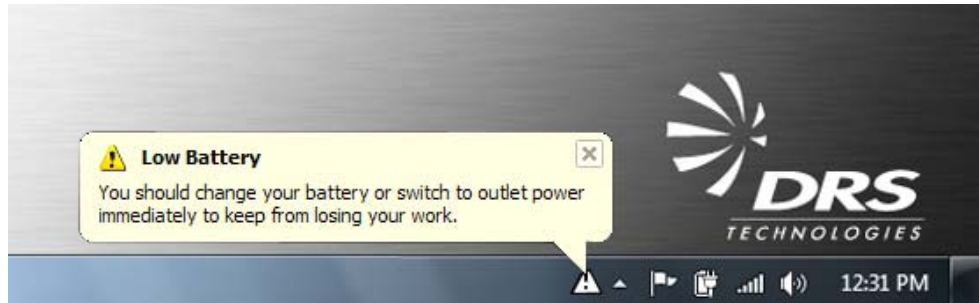 Low Battery
You should change your battery or switch to outlet power
immediately to keep from losing your work.
DRS
TECHNOLOGIES
12:31 PM